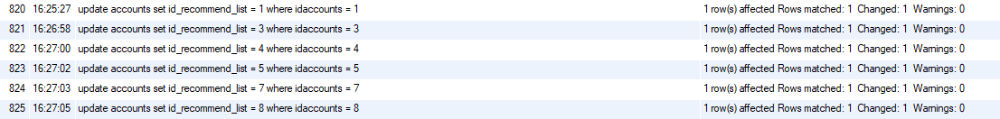 820 16:25:27 update accounts set id_recommend_list = 1 where idaccounts = 1 1 row(s) affected Rows matched: 1 Changed: 1 Warnings: 0
821 16:26:58 update accounts set id_recommend_list = 3 where idaccounts = 3 1 row(s) affected Rows matched: 1 Changed: 1 Warnings: 0
822 16:27:00 update accounts set id_recommend_list = 4 where idaccounts = 4 1 row(s) affected Rows matched: 1 Changed: 1 Warnings: 0
823 16:27:02 update accounts set id_recommend_list = 5 where idaccounts = 5 1 row(s) affected Rows matched: 1 Changed: 1 Warnings: 0
824 16:27:03 update accounts set id_recommend_list = 7 where idaccounts = 7 1 row(s) affected Rows matched: 1 Changed: 1 Warnings: 0
825 16:27:05 update accounts set id_recommend_list = 8 where idaccounts = 8 1 row(s) affected Rows matched: 1 Changed: 1 Warnings: 0